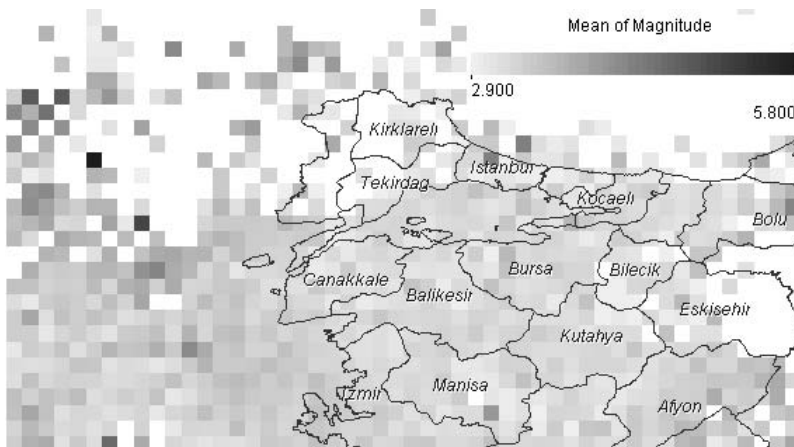 Mean of Magnitude
2.900
5.800
Kirklareli
Istanbur
Tekirdag
Kocaeli
Bolu
Canakkale
Balikesir
Bursa
Bilecik
Eskisehir
Kutahya
Izmir
Manisa
Afyon